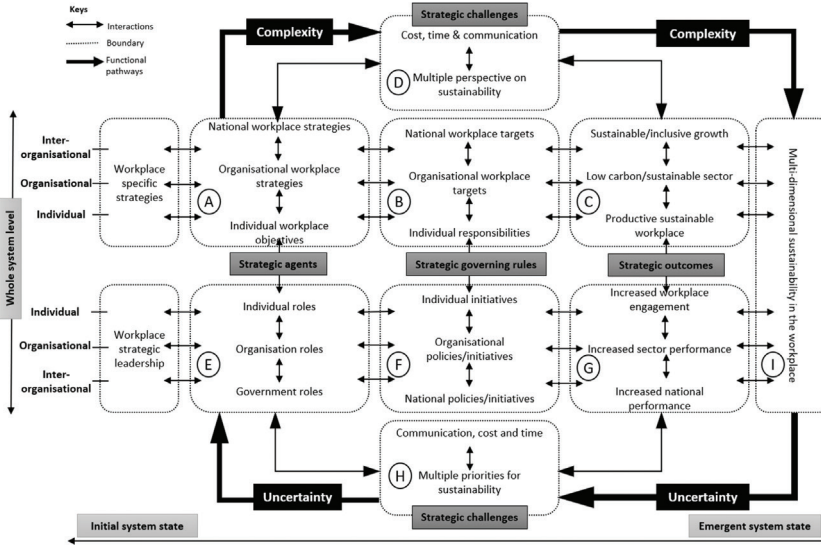 Keys
Interactions
Boundary
Functional pathways
Strategic challenges
Complexity
Cost, time & communication
Complexity
D
Multiple perspective on sustainability
Inter-organisational
Organisational
Individual
Workplace specific strategies
National workplace strategies
Organisational workplace strategies
A
Individual workplace objectives
National workplace targets
Organisational workplace targets
B
Individual responsibilities
Sustainable/inclusive growth
Low carbon/sustainable sector
C
Productive sustainable workplace
Multi-dimensional sustainability in the workplace
I
Whole system level
Strategic agents
Strategic governing rules
Strategic outcomes
Individual
Organisational
Inter-organisational
Workplace strategic leadership
Individual roles
Organisation roles
E
Government roles
Individual initiatives
Organisational policies/initiatives
F
National policies/initiatives
Increased workplace engagement
Increased sector performance
G
Increased national performance
Communication, cost and time
H
Multiple priorities for sustainability
Uncertainty
Uncertainty
Strategic challenges
Initial system state
Emergent system state